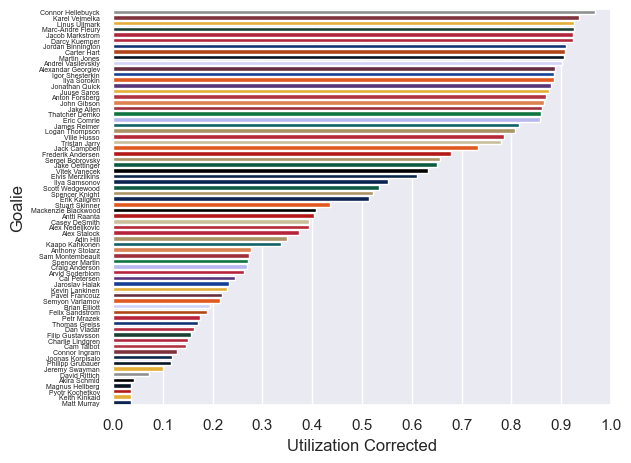 Connor Hellebuyck
Karel Vejmelka
Linus Ullmark
Marc-Andre Fleury
Jacob Markstrom
Darcy Kuemper
Jordan Binnington
Carter Hart
Martin Jones
Andrei Vasilevskiy
Alexandar Georgiev
Igor Shesterkin
Ilya Sorokin
Jonathan Quick
Juuse Saros
Anton Forsberg
John Gibson
Jake Allen
Thatcher Demko
Eric Comrie
James Reimer
Logan Thompson
Ville Husso
Tristan Jarry
Jack Campbell
Frederik Andersen
Sergei Bobrovsky
Jake Oettinger
Vitek Vanecek
Elvis Merzlikins
Ilya Samsonov
Scott Wedgewood
Spencer Knight
Erik Kallgren
Stuart Skinner
Mackenzie Blackwood
Antti Raanta
Casey DeSmith
Alex Nedeljkovic
Alex Stalock
Adin Hill
Kaapo Kahkonen
Anthony Stolarz
Sam Montembeault
Spencer Martin
Craig Anderson
Arvid Soderblom
Cal Petersen
Jaroslav Halak
Kevin Lankinen
Pavel Francouz
Semyon Varlamov
Brian Elliott
Felix Sandstrom
Petr Mrazek
Thomas Greiss
Dan Vladar
Filip Gustavsson
Charlie Lindgren
Cam Talbot
Connor Ingram
Joonas Korpisalo
Philipp Grubauer
Jeremy Swayman
David Rittich
Akira Schmid
Magnus Hellberg
Pyotr Kochetkov
Keith Kinkaid
Matt Murray
Goalie
0.0 0.1 0.2 0.3 0.4 0.5 0.6 0.7 0.8 0.9 1.0
Utilization Corrected